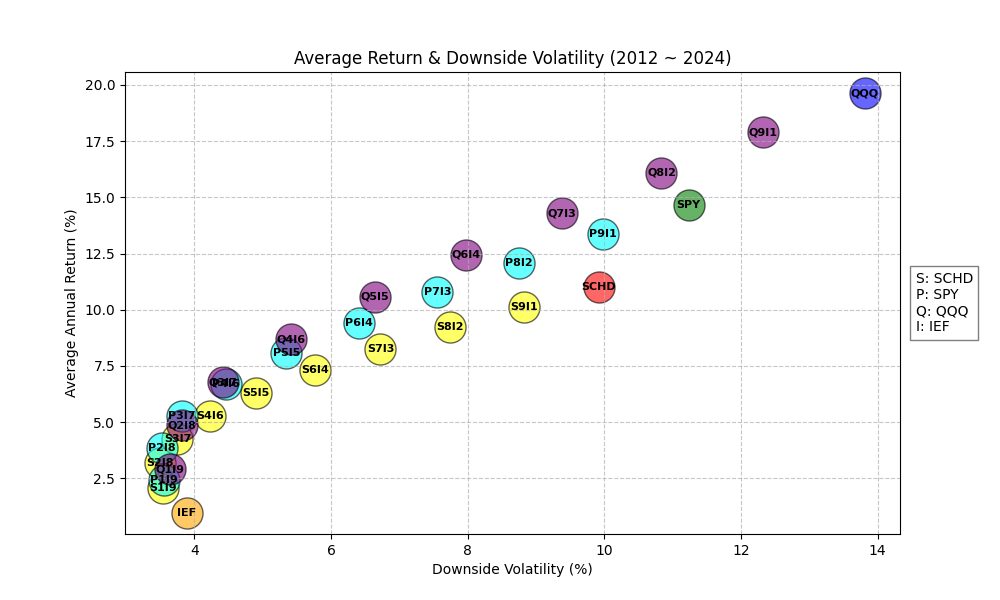 Average Return & Downside Volatility (2012 ~ 2024)
20.0
17.5
15.0
12.5
10.0
7.5
5.0
2.5
Average Annual Return (%)
QQQ
Q9I1
Q8I2
SPY
Q7I3
P9I1
Q6I4
P8I2
SCHD
P7I3
Q5I5
S9I1
P6I4
S8I2
Q4I6
P5I5
S7I3
S6I4
S5I5
P3I7
S4I6
Q2I8
S3I7
P2I8
S2I8
Q1I9
P1I9
S1I9
IEF
4
6
8
10
12
14
Downside Volatility (%)
S: SCHD
P: SPY
Q: QQQ
I: IEF